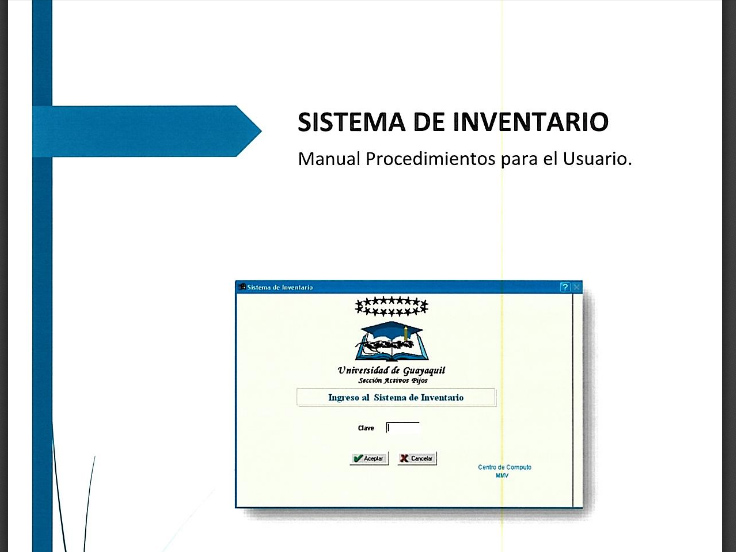 SISTEMA DE INVENTARIO
Manual Procedimientos para el Usuario.
Sistema de Inventario
Universidad de Guayaquil
Sección Activos Fijos
Ingreso al Sistema de Inventario
Clave
Aceptar
Cancelar
Centro de Computo
MMV